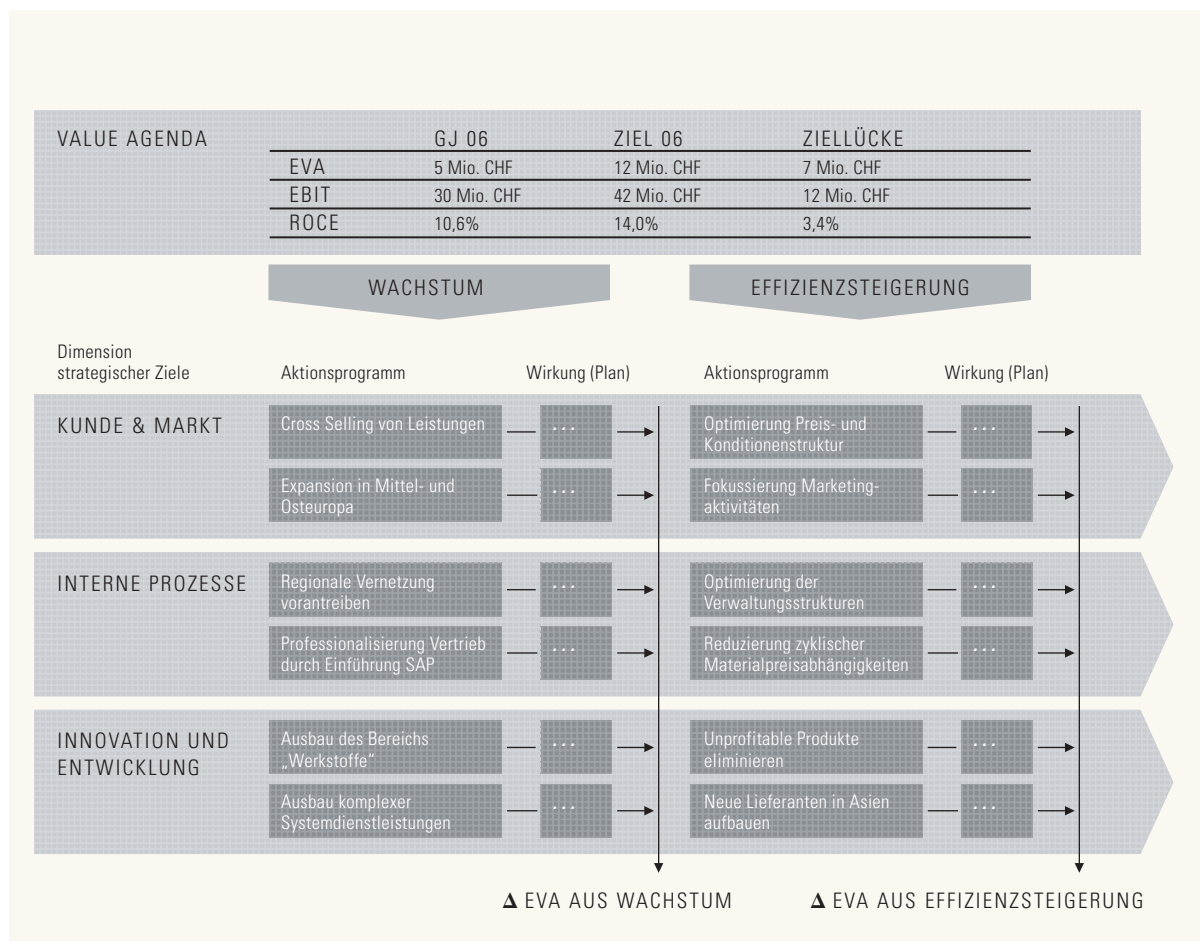 VALUE AGENDA
GJ 06 ZIEL 06 ZIELLÜCKE
EVA 5 Mio. CHF 12 Mio. CHF 7 Mio. CHF
EBIT 30 Mio. CHF 42 Mio. CHF 12 Mio. CHF
ROCE 10,6% 14,0% 3,4%
WACHSTUM
EFFIZIENZSTEIGERUNG
Dimension
strategischer Ziele
Aktionsprogramm Wirkung (Plan) Aktionsprogramm Wirkung (Plan)
KUNDE & MARKT
Cross Selling von Leistungen
...
Optimierung Preis- und
Konditionenstruktur
...
Expansion in Mittel- und
Osteuropa
...
Fokussierung Marketing-
aktivitäten
...
INTERNE PROZESSE
Regionale Vernetzung
vorantreiben
...
Optimierung der
Verwaltungsstrukturen
...
Professionalisierung Vertrieb
durch Einführung SAP
...
Reduzierung zyklischer
Materialpreisabhängigkeiten
...
INNOVATION UND
ENTWICKLUNG
Ausbau des Bereichs
„Werkstoffe“
...
Unprofitable Produkte
eliminieren
...
Ausbau komplexer
Systemdienstleistungen
...
Neue Lieferanten in Asien
aufbauen
...
Δ EVA AUS WACHSTUM
Δ EVA AUS EFFIZIENZSTEIGERUNG